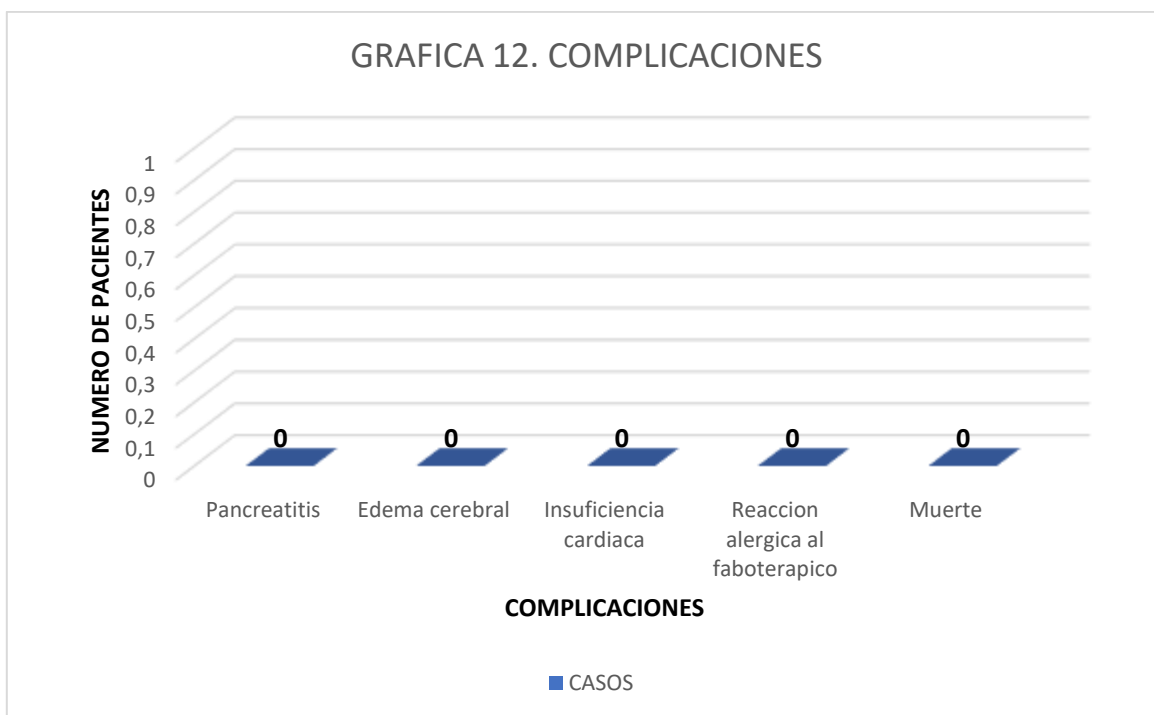 GRAFICA 12. COMPLICACIONES
NUMERO DE PACIENTES
1
0,9
0,8
0,7
0,6
0,5
0,4
0,3
0,2
0,1
0
0 0 0 0 0
Pancreatitis Edema cerebral Insuficiencia Reaccion Muerte
cardiaca alergica al
faboterapico
COMPLICACIONES
CASOS